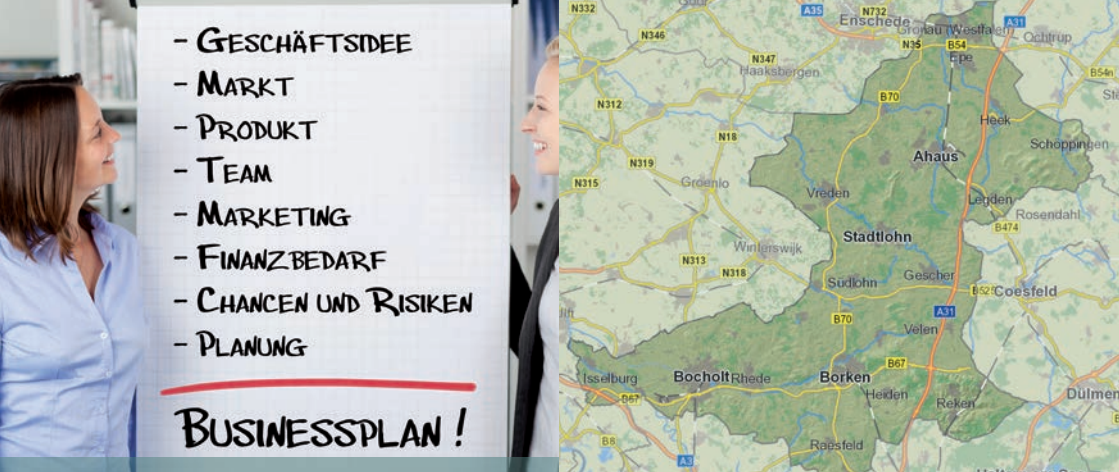 - GESCHÄFTSIDEE
- MARKT
- PRODUKT
- TEAM
- MARKETING
- FINANZBEDARF
- CHANCEN UND RISIKEN
- PLANUNG
BUSINESSPLAN !
N332
A35
N732
Enschede
Gronau (Westfalen)
A31
Ochtrup
N346
N35
B54
Epe
N347
Haaksbergen
B54n
B70
N312
Heek
N18
Schöppingen
Ahaus
N319
N315
Groenlo
Vreden
Legden
Rosendahl
B474
Stadtlohn
Winterswijk
N313
N318
Südlohn
Gescher
B525
Coesfeld
A31
B70
Velen
B67
Isselburg
Bocholt
Rhede
Borken
B67
Heiden
Reken
Dülmen
B8
Raesfeld
A3